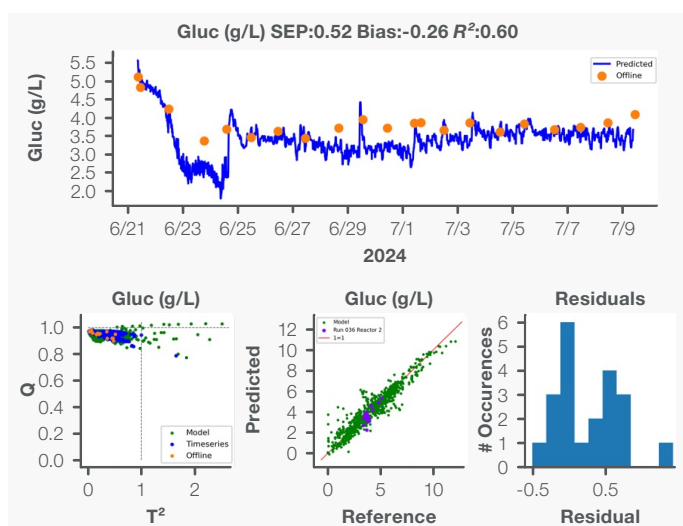 Gluc (g/L) SEP:0.52 Bias:-0.26 R²:0.60
Gluc (g/L)
5.5
5.0
4.5
4.0
3.5
3.0
2.5
2.0
Predicted
Offline
6/21 6/23 6/25 6/27 6/29 7/1 7/3 7/5 7/7 7/9
2024
Gluc (g/L)
Q
1.0
0.8
0.6
0.4
0.2
0.0
Model
Timeseries
Offline
0 1 2
T²
Gluc (g/L)
Predicted
12
10
8
6
4
2
0
Model
Run 036 Reactor 2
1=1
0 5 10
Reference
Residuals
# Occurences
6
5
4
3
2
1
0
-0.5 0.5
Residual